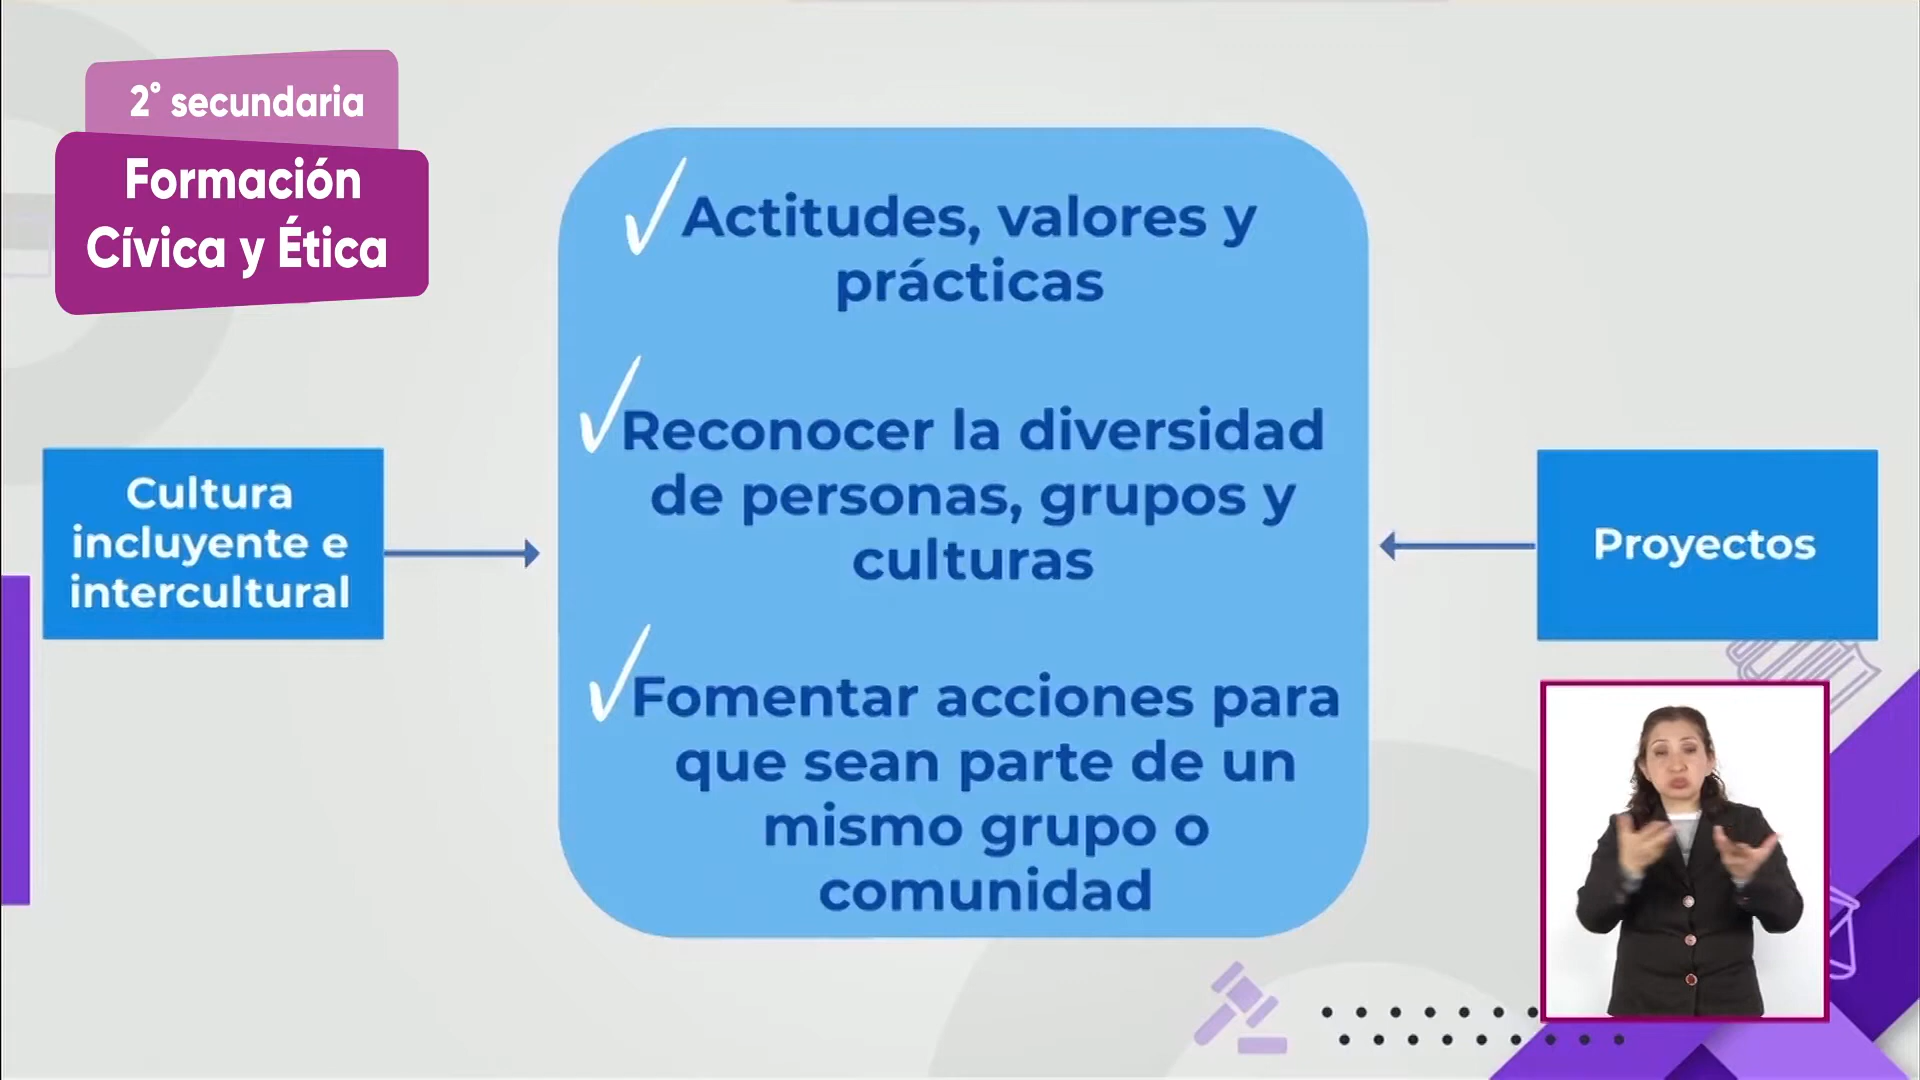 2° secundaria
Formación
Cívica y Ética
Actitudes, valores y
prácticas
Reconocer la diversidad
de personas, grupos y
culturas
Fomentar acciones para
que sean parte de un
mismo grupo o
comunidad
Cultura
incluyente e
intercultural
Proyectos